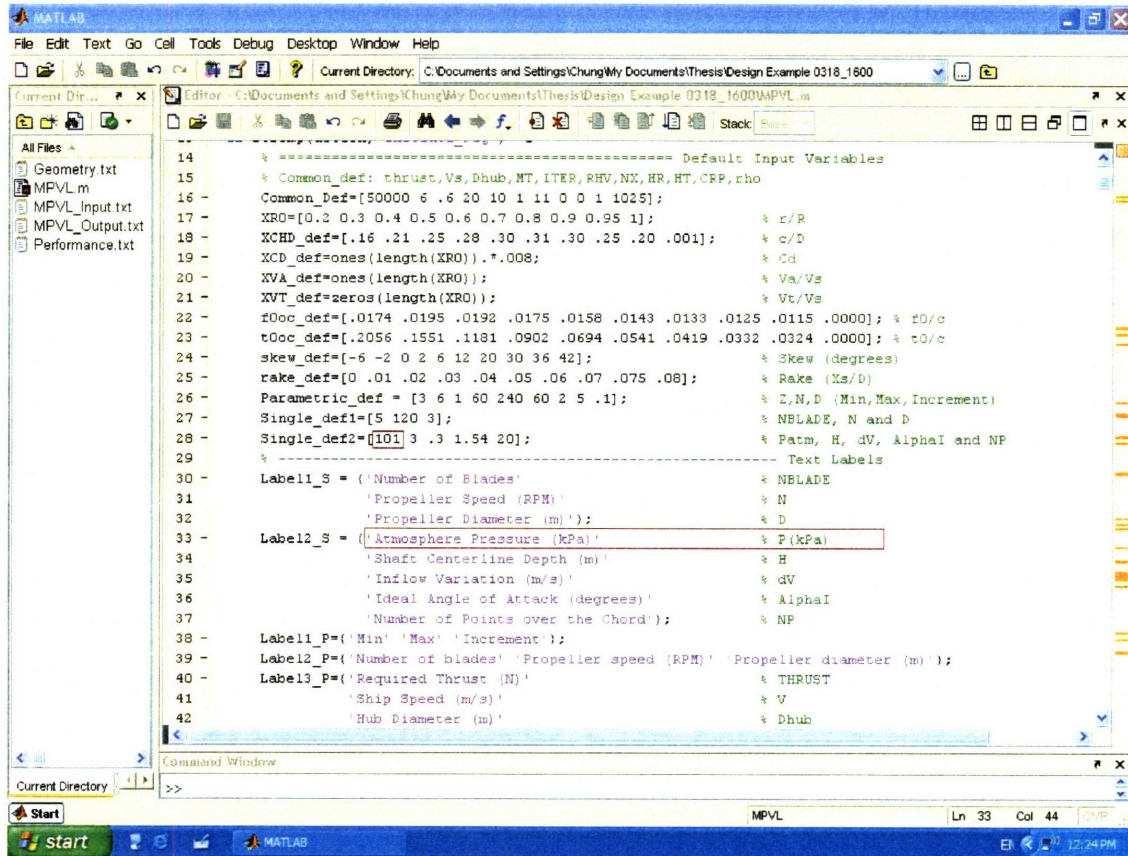 MATLAB
File Edit Text Go Cell Tools Debug Desktop Window Help
Current Directory: C:\Documents and Settings\Chung\My Documents\Thesis\Design Example 0318_1600
Current Dir...
Editor - C:\Documents and Settings\Chung\My Documents\Thesis\Design Example 0318_1600\MPVL.m
Stack: Base
All Files
Geometry.txt
MPVL.m
MPVL_Input.txt
MPVL_Output.txt
Performance.txt
14 % ============================================= Default Input Variables
15 % Common_def: thrust,Vs,Dhub,MT,ITER,RHV,NX,HR,HT,CRP,rho
16 - Common_Def=[50000 6 .6 20 10 1 11 0 0 1 1025];
17 - XR0=[0.2 0.3 0.4 0.5 0.6 0.7 0.8 0.9 0.95 1]; % r/R
18 - XCHD_def=[.16 .21 .25 .28 .30 .31 .30 .25 .20 .001]; % c/D
19 - XCD_def=ones(length(XR0)).*.008; % Cd
20 - XVA_def=ones(length(XR0)); % Va/Vs
21 - XVT_def=zeros(length(XR0)); % Vt/Vs
22 - f0oc_def=[.0174 .0195 .0192 .0175 .0158 .0143 .0133 .0125 .0115 .0000]; % f0/c
23 - t0oc_def=[.2056 .1551 .1181 .0902 .0694 .0541 .0419 .0332 .0324 .0000]; % t0/c
24 - skew_def=[-6 -2 0 2 6 12 20 30 36 42]; % Skew (degrees)
25 - rake_def=[0 .01 .02 .03 .04 .05 .06 .07 .075 .08]; % Rake (Xs/D)
26 - Parametric_def = [3 6 1 60 240 60 2 5 .1]; % Z,N,D (Min,Max,Increment)
27 - Single_def1=[5 120 3]; % NBLADE, N and D
28 - Single_def2=[101 3 .3 1.54 20]; % Patm, H, dV, AlphaI and NP
29 % --------------------------------------------------------- Text Labels
30 - Label1_S = {'Number of Blades' % NBLADE
31 'Propeller Speed (RPM)' % N
32 'Propeller Diameter (m)'}; % D
33 - Label2_S = {'Atmosphere Pressure (kPa)' % P(kPa)
34 'Shaft Centerline Depth (m)' % H
35 'Inflow Variation (m/s)' % dV
36 'Ideal Angle of Attack (degrees)' % AlphaI
37 'Number of Points over the Chord'}; % NP
38 - Label1_P={'Min' 'Max' 'Increment'};
39 - Label2_P={'Number of blades' 'Propeller speed (RPM)' 'Propeller diameter (m)'};
40 - Label3_P={'Required Thrust (N)' % THRUST
41 'Ship Speed (m/s)' % V
42 'Hub Diameter (m)' % Dhub
Command Window
>>
Current Directory
Start
MPVL Ln 33 Col 44 OVR
start MATLAB EN 12:24 PM